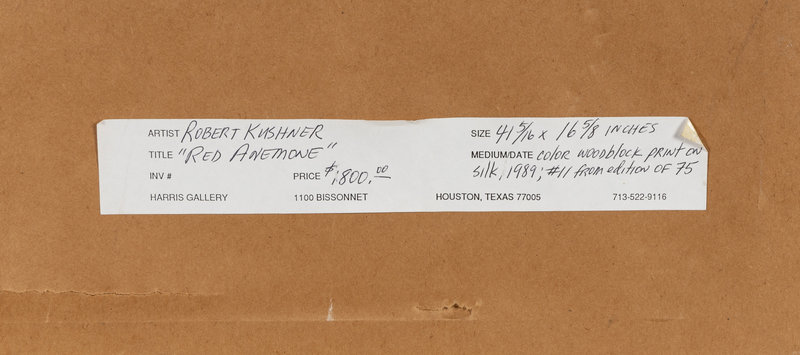 ARTIST ROBERT KUSHNER
TITLE "RED ANEMONE"
INV # PRICE $1,800.00
SIZE 41 5/16 x 16 5/8 INCHES
MEDIUM/DATE COLOR WOODBLOCK PRINT ON
SILK, 1989; #11 from edition OF 75
HARRIS GALLERY 1100 BISSONNET HOUSTON, TEXAS 77005 713-522-9116